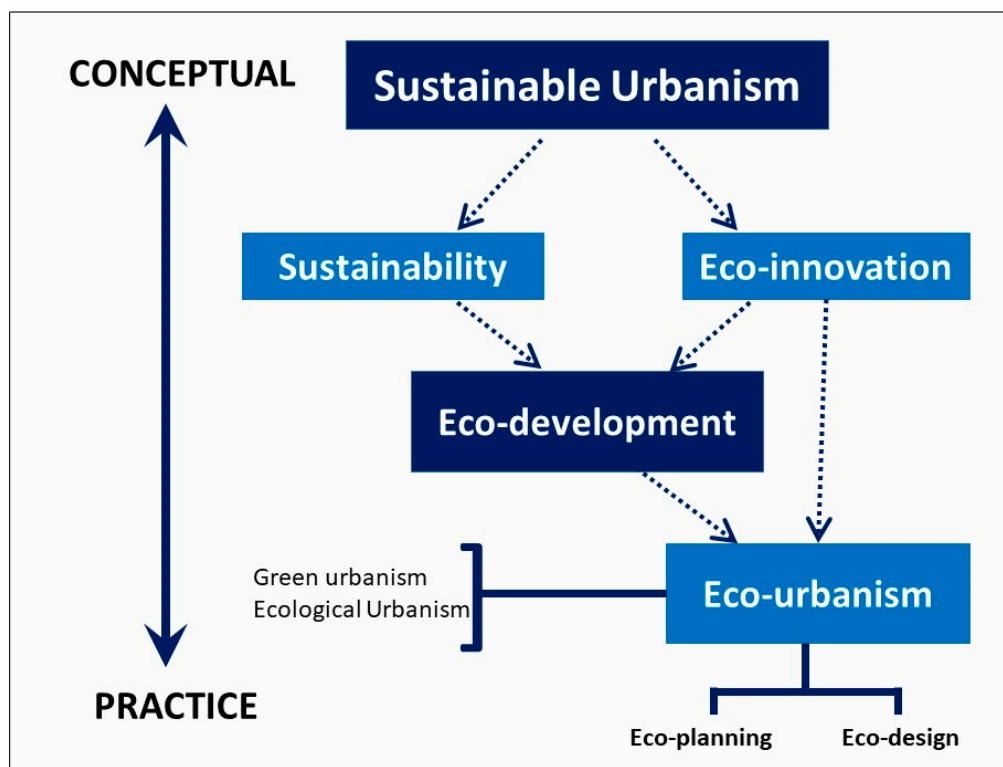 CONCEPTUAL
Sustainable Urbanism
Sustainability
Eco-innovation
Eco-development
Green urbanism
Ecological Urbanism
Eco-urbanism
PRACTICE
Eco-planning
Eco-design